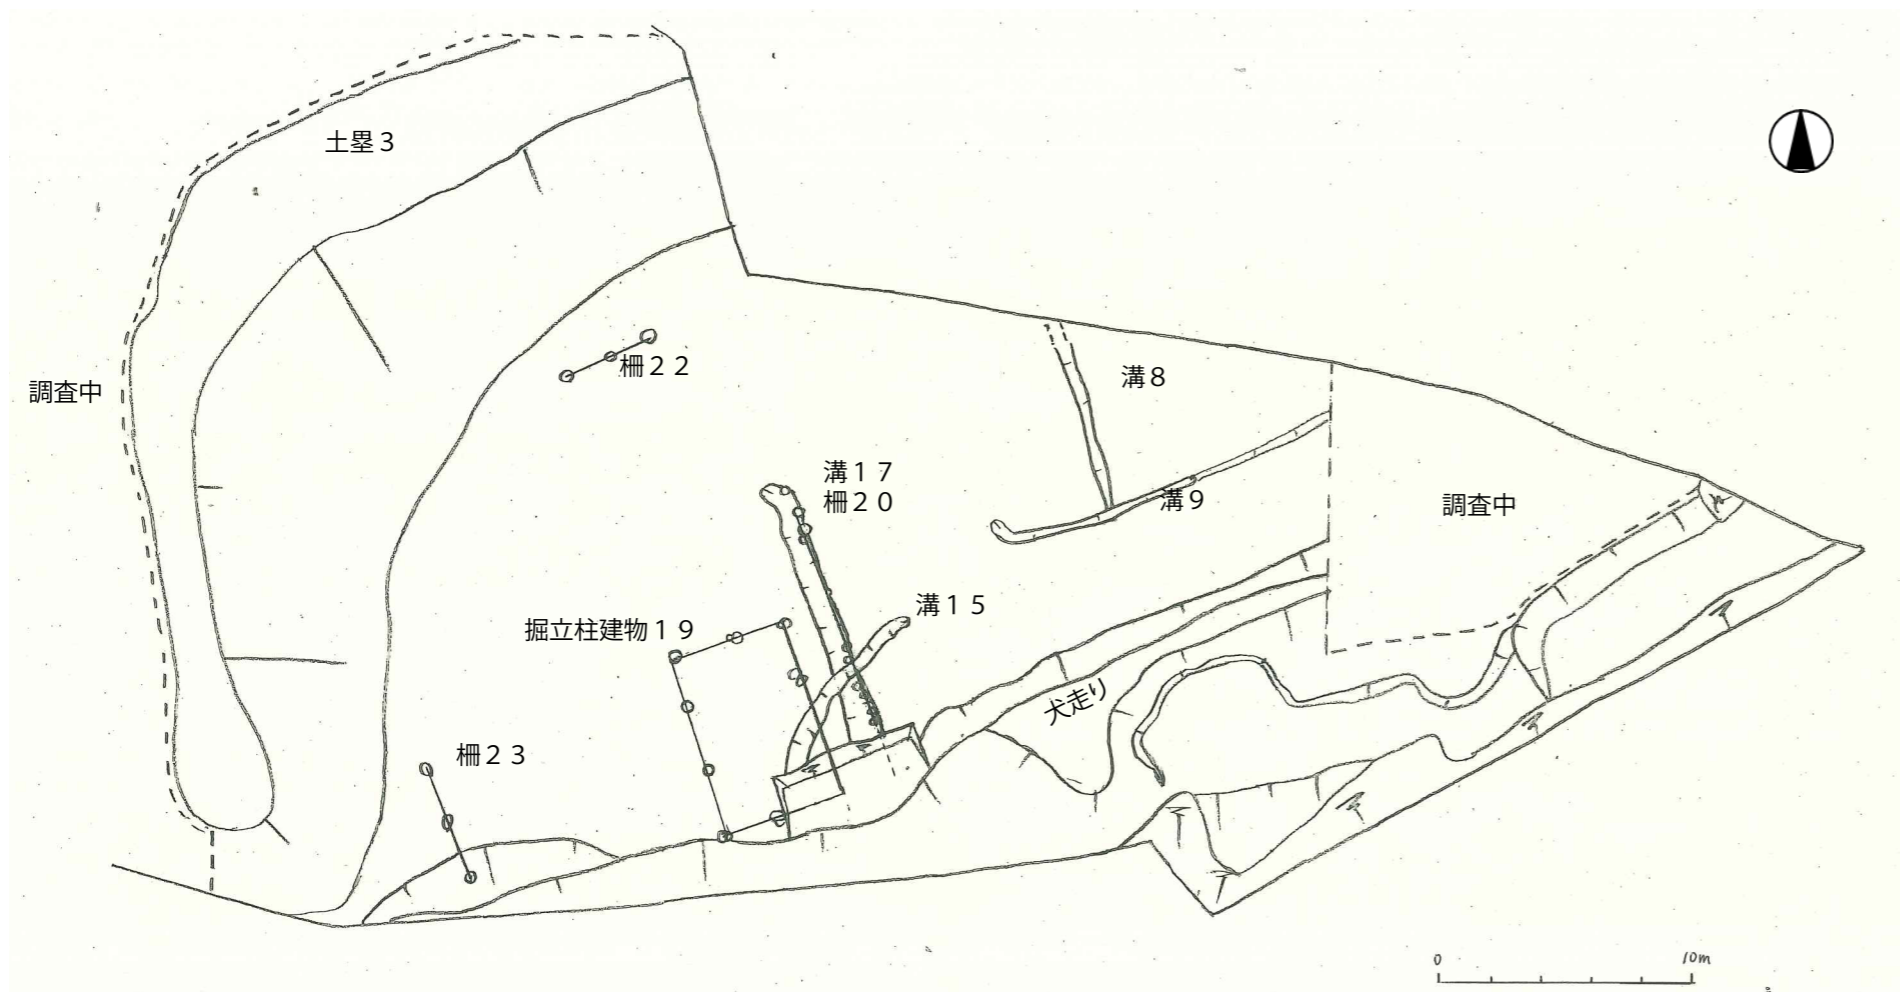 土塁３
柵２２
調査中
溝８
溝１７
柵２０
溝９
調査中
溝１５
掘立柱建物１９
犬走り
柵２３
0 10m